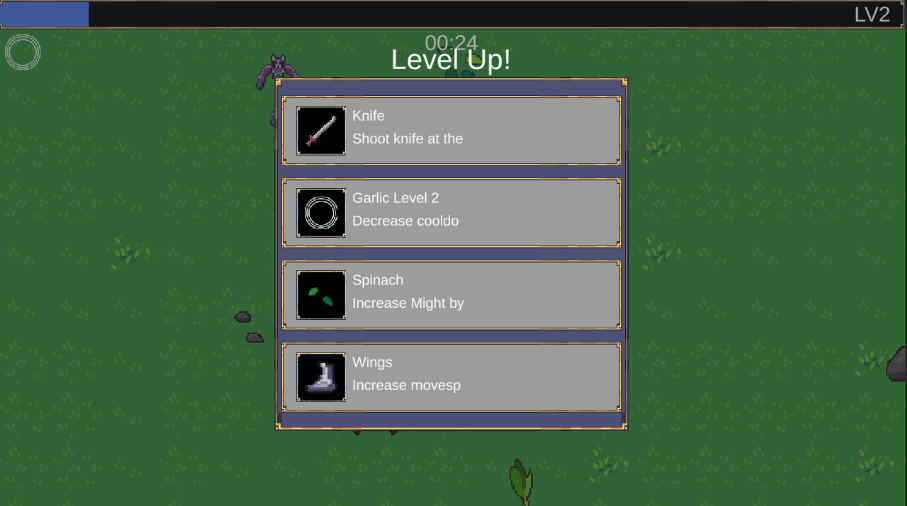 LV2
00:24
Level Up!
Knife
Shoot knife at the
Garlic Level 2
Decrease cooldo
Spinach
Increase Might by
Wings
Increase movesp